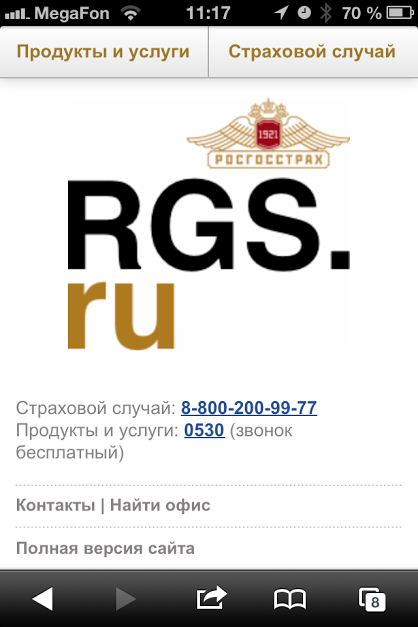 MegaFon 11:17 70 %
Продукты и услуги Страховой случай
1921
РОСГОССТРАХ
RGS.
ru
Страховой случай: 8-800-200-99-77
Продукты и услуги: 0530 (звонок
бесплатный)
Контакты | Найти офис
Полная версия сайта
8